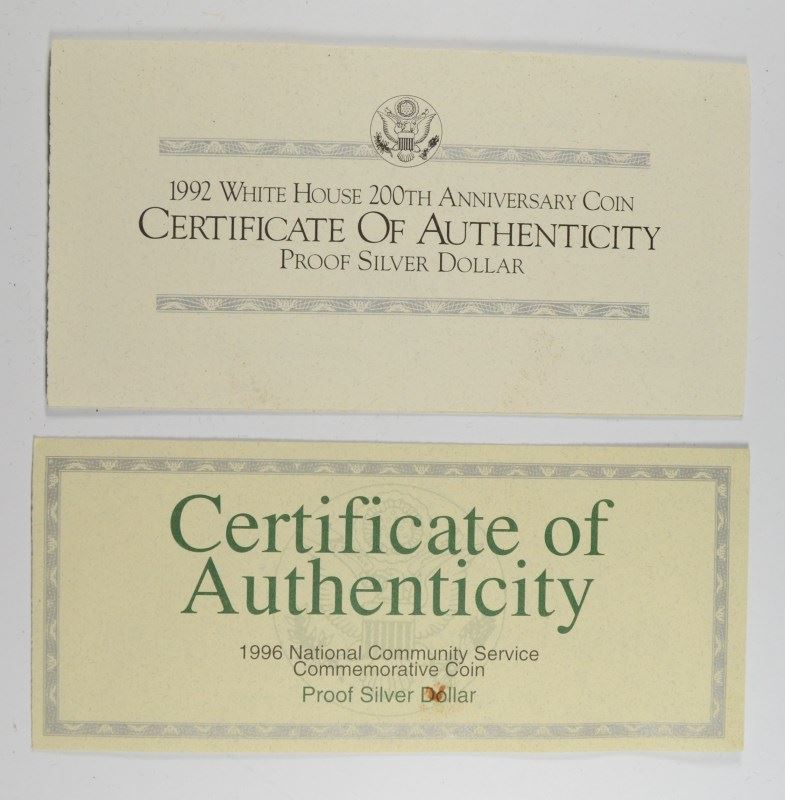 1992 White House 200th Anniversary Coin
Certificate Of Authenticity
Proof Silver Dollar
Certificate of
Authenticity
1996 National Community Service
Commemorative Coin
Proof Silver Dollar